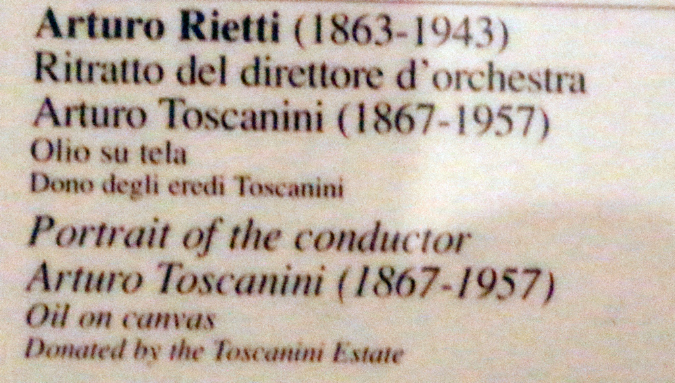 Arturo Rietti (1863-1943)
Ritratto del direttore d'orchestra
Arturo Toscanini (1867-1957)
Olio su tela
Dono degli eredi Toscanini
Portrait of the conductor
Arturo Toscanini (1867-1957)
Oil on canvas
Donated by the Toscanini Estate